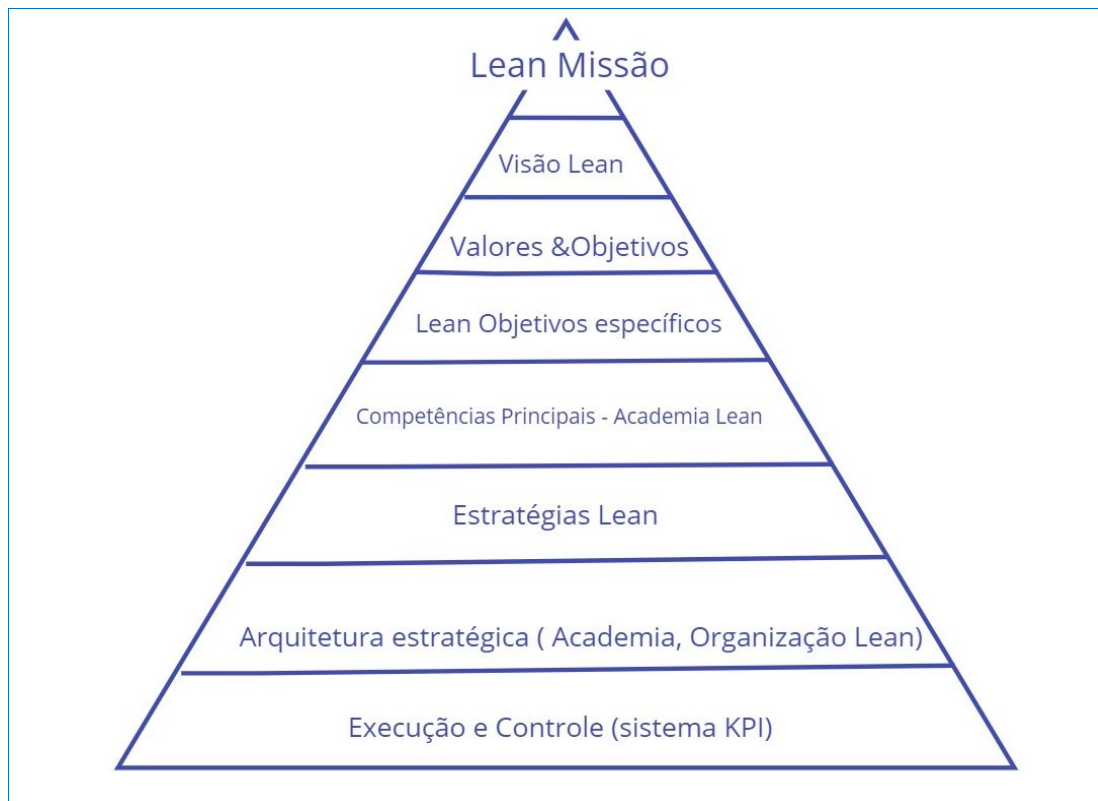 Lean Missão
Visão Lean
Valores &Objetivos
Lean Objetivos específicos
Competências Principais - Academia Lean
Estratégias Lean
Arquitetura estratégica ( Academia, Organização Lean)
Execução e Controle (sistema KPI)